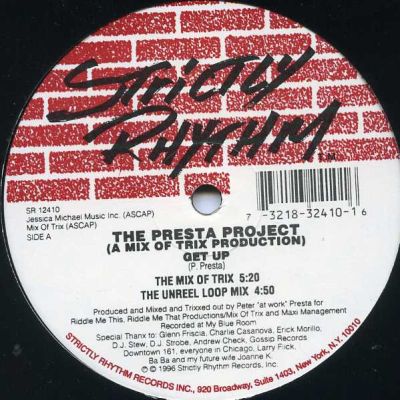 STRICTLY
RHYTHM
TM
SR 12410
Jessica Michael Music Inc. (ASCAP)
Mix Of Trix (ASCAP)
SIDE A
7 -3218-32410-1 6
THE PRESTA PROJECT
(A MIX OF TRIX PRODUCTION)
GET UP
(P. Presta)
THE MIX OF TRIX 5:20
THE UNREEL LOOP MIX 4:50
Produced and Mixed and Trixxed out by Peter 'at work' Presta for
Riddle Me This, Riddle Me That Productions/Mix Of Trix and Maxi Management
Recorded at My Blue Room
Special Thanx to: Glenn Friscia, Charlie Casanova, Erick Morillo,
D.J. Stew, D.J. Strobe, Andrew Check, Gossip Records
Downtown 161, everyone in Chicago, Larry Flick,
Ba Ba and my future wife Joanne K.
℗ © 1996 Strictly Rhythm Records, Inc.
STRICTLY RHYTHM RECORDS INC., 920 Broadway, Suite 1403, New York, N.Y. 10010